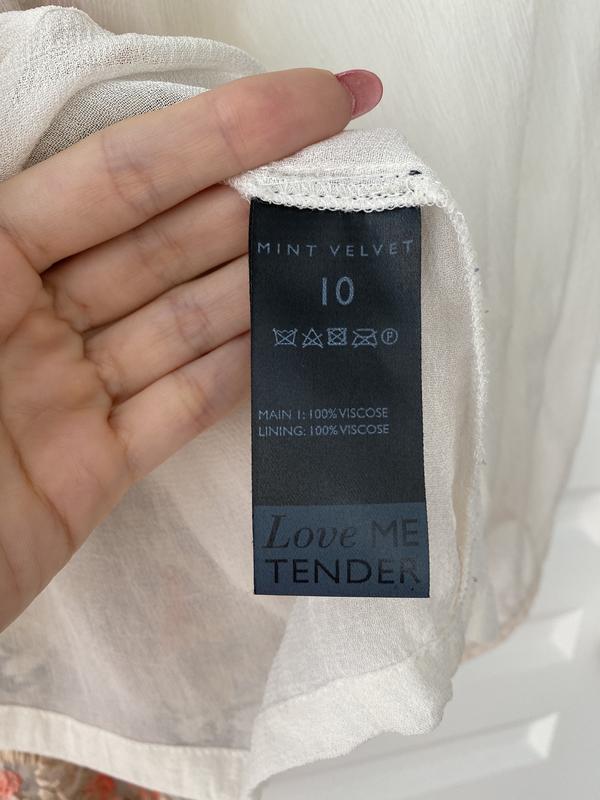 MINT VELVET
10
P
MAIN 1: 100% VISCOSE
LINING: 100% VISCOSE
Love ME
TENDER